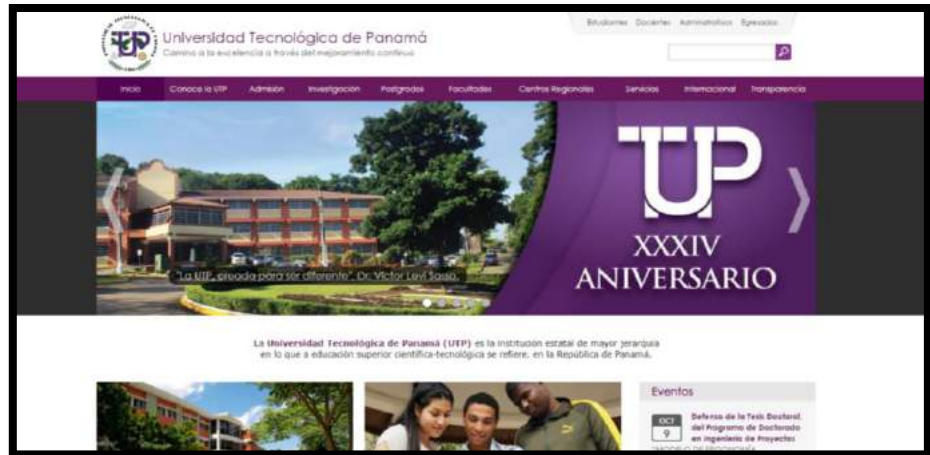 Estudiantes Docentes Administrativos Egresados
UTP
Universidad Tecnológica de Panamá
Camino a la excelencia a través del mejoramiento continuo
Inicio Conoce la UTP Admisión Investigación Postgrados Facultades Centros Regionales Servicios Internacional Transparencia
UTP
XXXIV
ANIVERSARIO
"La UTP, creada para ser diferente", Dr. Víctor Levi Sasso.
La Universidad Tecnológica de Panamá (UTP) es la institución estatal de mayor jerarquía
en lo que a educación superior científica-tecnológica se refiere, en la República de Panamá.
Eventos
OCT
9
Defensa de la Tesis Doctoral,
del Programa de Doctorado
en Ingeniería de Proyectos
"MODELO DE ERGONOMÍA